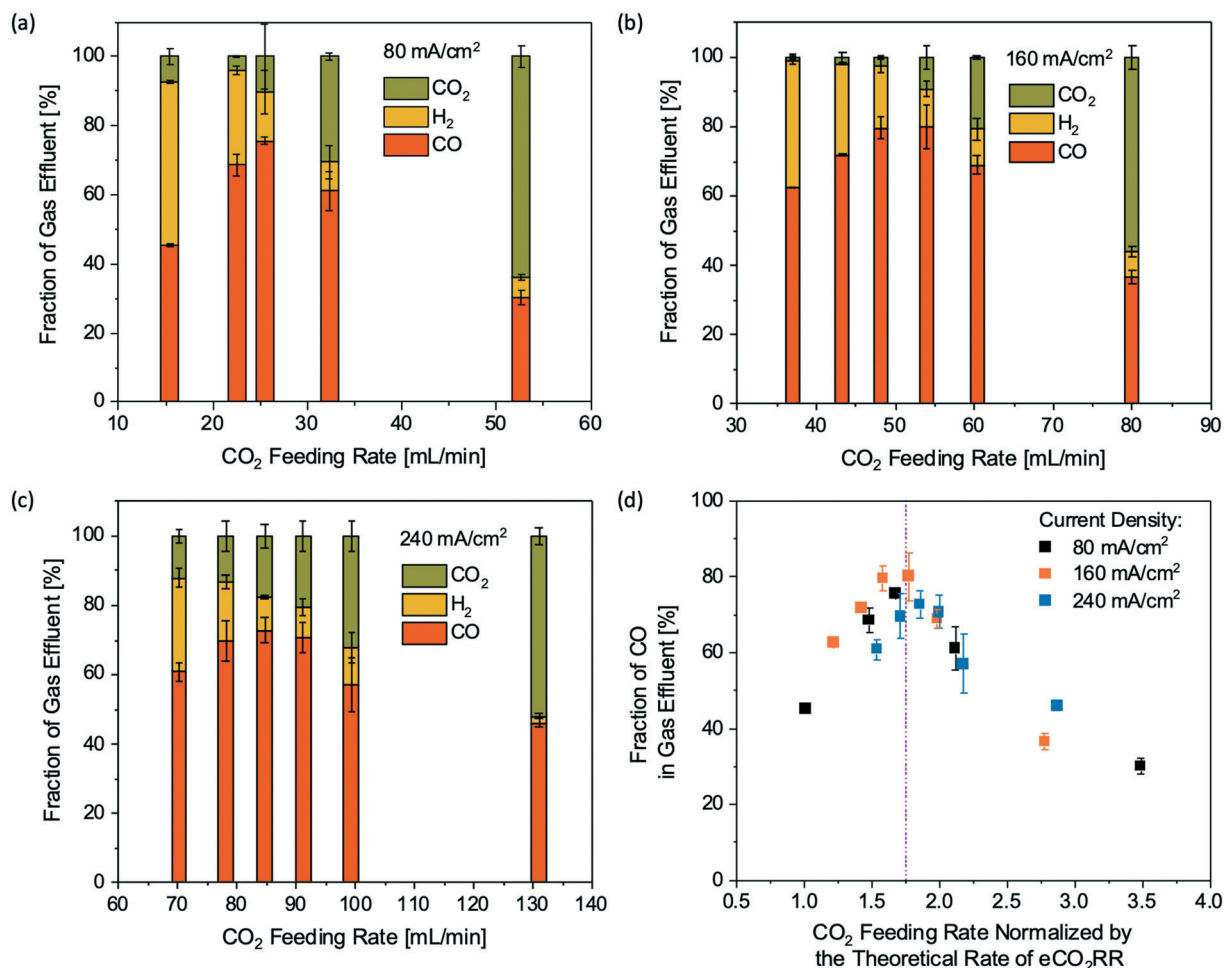 (a)
80 mA/cm²
CO₂
H₂
CO
Fraction of Gas Effluent [%]
100
80
60
40
20
0
10 20 30 40 50 60
CO₂ Feeding Rate [mL/min]
(b)
160 mA/cm²
CO₂
H₂
CO
Fraction of Gas Effluent [%]
100
80
60
40
20
0
30 40 50 60 70 80 90
CO₂ Feeding Rate [mL/min]
(c)
240 mA/cm²
CO₂
H₂
CO
Fraction of Gas Effluent [%]
100
80
60
40
20
0
60 70 80 90 100 110 120 130 140
CO₂ Feeding Rate [mL/min]
(d)
Current Density:
80 mA/cm²
160 mA/cm²
240 mA/cm²
Fraction of CO
in Gas Effluent [%]
100
80
60
40
20
0
0.5 1.0 1.5 2.0 2.5 3.0 3.5 4.0
CO₂ Feeding Rate Normalized by
the Theoretical Rate of eCO₂RR